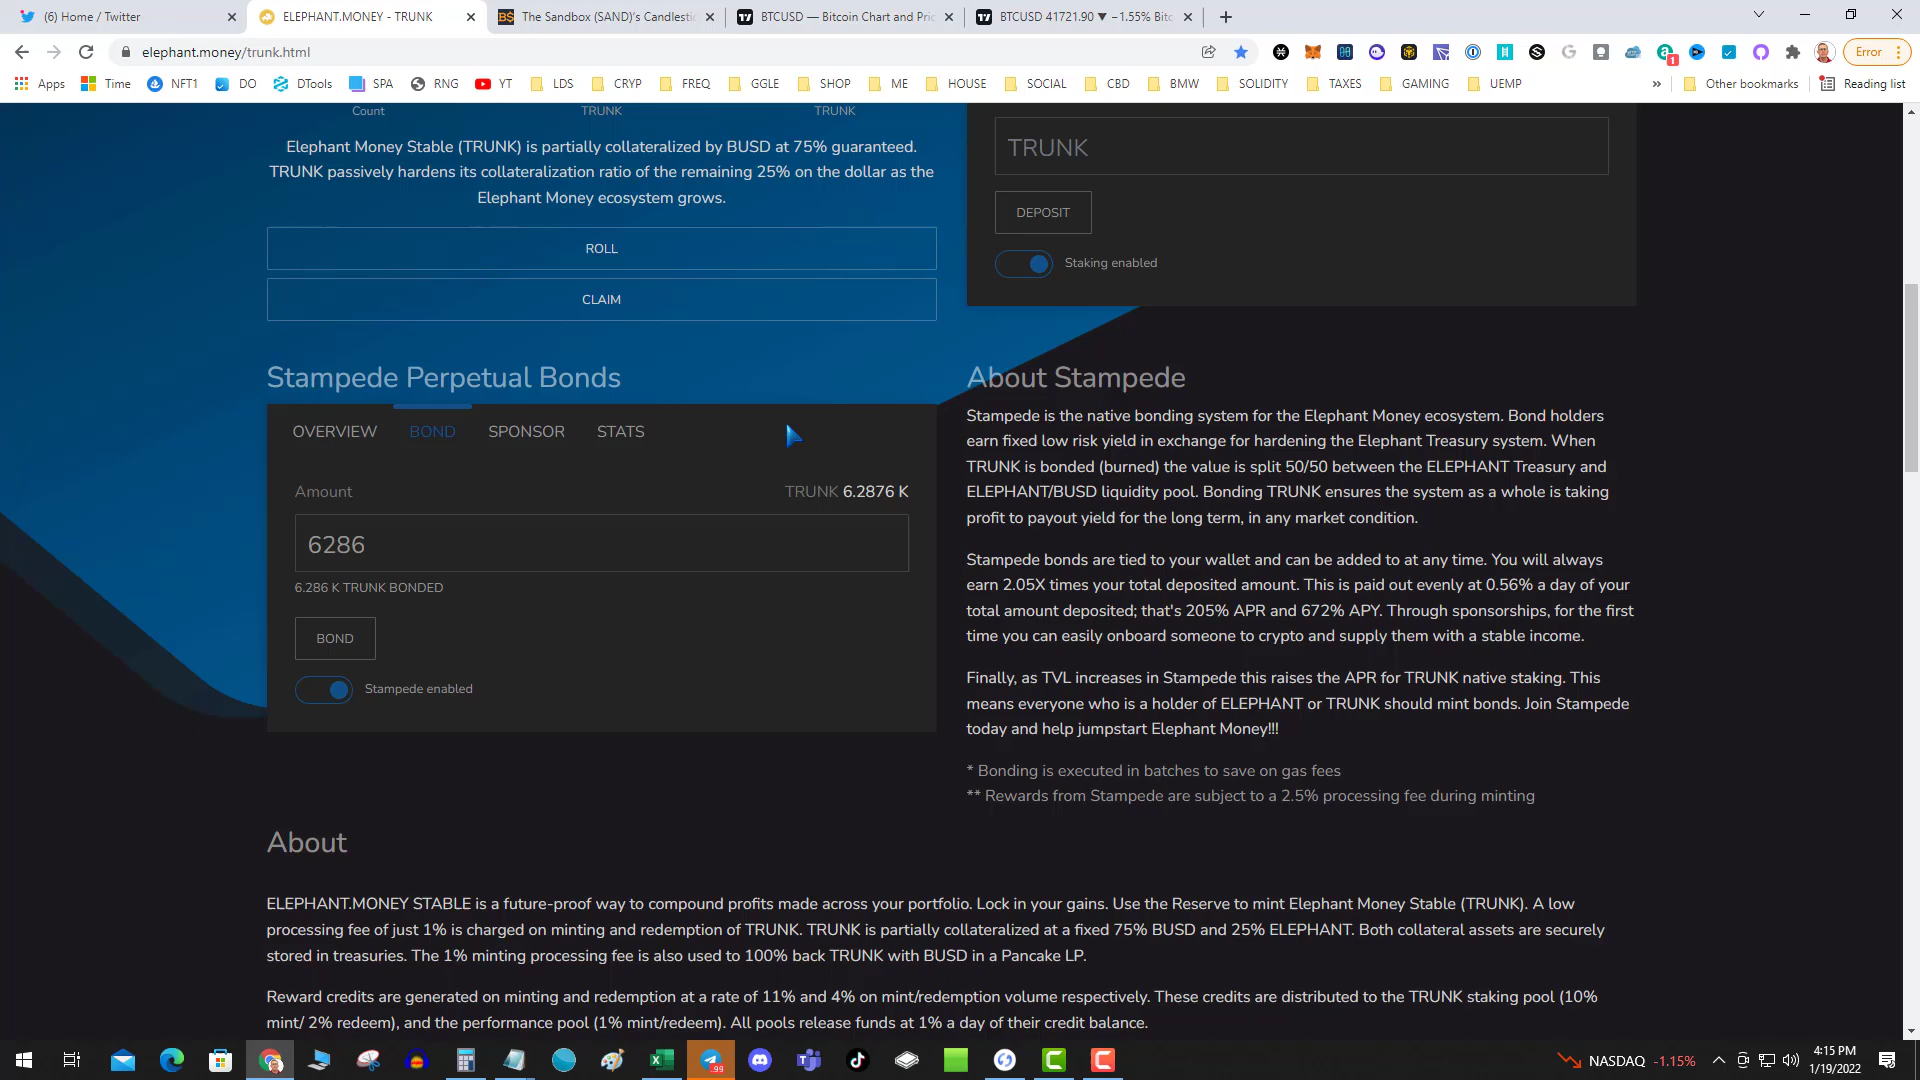 (6) Home / Twitter
ELEPHANT.MONEY - TRUNK
The Sandbox (SAND)'s Candlesti
BTCUSD — Bitcoin Chart and Pric
BTCUSD 41721.90 ▼ −1.55% Bitc
elephant.money/trunk.html
Error
Apps
Time
NFT1
DO
DTools
SPA
RNG
YT
LDS
CRYP
FREQ
GGLE
SHOP
ME
HOUSE
SOCIAL
CBD
BMW
SOLIDITY
TAXES
GAMING
UEMP
»
Other bookmarks
Reading list
Count
TRUNK
TRUNK
Elephant Money Stable (TRUNK) is partially collateralized by BUSD at 75% guaranteed.
TRUNK passively hardens its collateralization ratio of the remaining 25% on the dollar as the
Elephant Money ecosystem grows.
ROLL
CLAIM
TRUNK
DEPOSIT
Staking enabled
Stampede Perpetual Bonds
OVERVIEW
BOND
SPONSOR
STATS
Amount
TRUNK 6.2876 K
6286
6.286 K TRUNK BONDED
BOND
Stampede enabled
About Stampede
Stampede is the native bonding system for the Elephant Money ecosystem. Bond holders
earn fixed low risk yield in exchange for hardening the Elephant Treasury system. When
TRUNK is bonded (burned) the value is split 50/50 between the ELEPHANT Treasury and
ELEPHANT/BUSD liquidity pool. Bonding TRUNK ensures the system as a whole is taking
profit to payout yield for the long term, in any market condition.
Stampede bonds are tied to your wallet and can be added to at any time. You will always
earn 2.05X times your total deposited amount. This is paid out evenly at 0.56% a day of your
total amount deposited; that's 205% APR and 672% APY. Through sponsorships, for the first
time you can easily onboard someone to crypto and supply them with a stable income.
Finally, as TVL increases in Stampede this raises the APR for TRUNK native staking. This
means everyone who is a holder of ELEPHANT or TRUNK should mint bonds. Join Stampede
today and help jumpstart Elephant Money!!!
* Bonding is executed in batches to save on gas fees
** Rewards from Stampede are subject to a 2.5% processing fee during minting
About
ELEPHANT.MONEY STABLE is a future-proof way to compound profits made across your portfolio. Lock in your gains. Use the Reserve to mint Elephant Money Stable (TRUNK). A low
processing fee of just 1% is charged on minting and redemption of TRUNK. TRUNK is partially collateralized at a fixed 75% BUSD and 25% ELEPHANT. Both collateral assets are securely
stored in treasuries. The 1% minting processing fee is also used to 100% back TRUNK with BUSD in a Pancake LP.
Reward credits are generated on minting and redemption at a rate of 11% and 4% on mint/redemption volume respectively. These credits are distributed to the TRUNK staking pool (10%
mint/ 2% redeem), and the performance pool (1% mint/redeem). All pools release funds at 1% a day of their credit balance.
.99
NASDAQ -1.15%
4:15 PM
1/19/2022